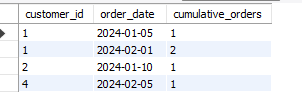 customer_id order_date cumulative_orders
1 2024-01-05 1
1 2024-02-01 2
2 2024-01-10 1
4 2024-02-05 1